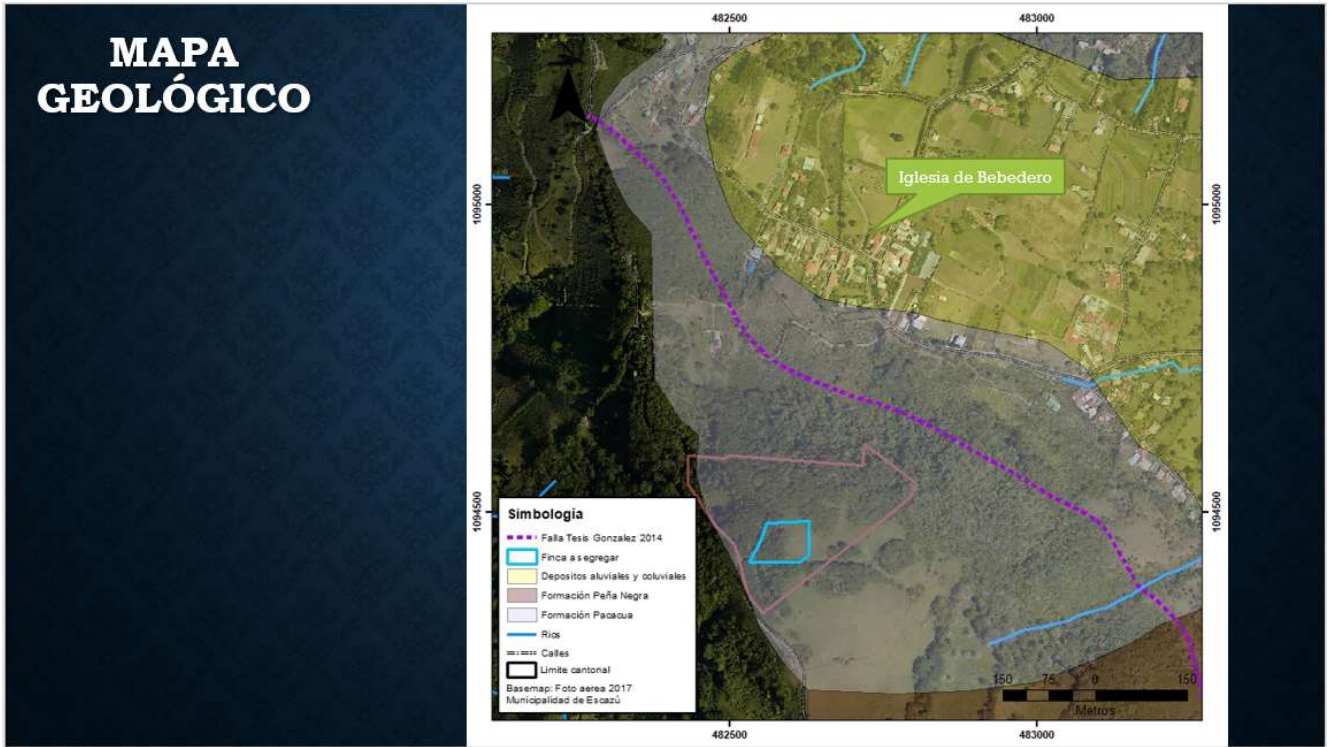 MAPA
GEOLÓGICO
482500
483000
1095000
1095000
Iglesia de Bebedero
1094500
1094500
Simbología
Falla Tesis Gonzalez 2014
Finca a segregar
Depositos aluviales y coluviales
Formación Peña Negra
Formación Pacacua
Rios
Calles
Limite cantonal
Basemap: Foto aerea 2017
Municipalidad de Escazú
150 75 0 150
Metros
482500
483000